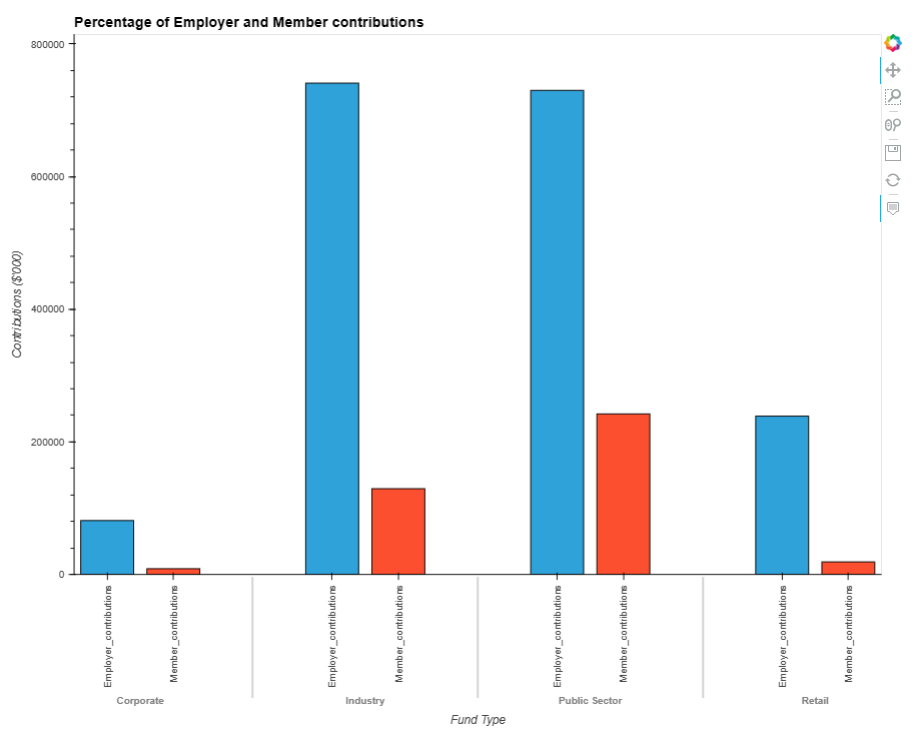 Percentage of Employer and Member contributions
800000
600000
400000
200000
0
Contributions ($'000)
Employer_contributions
Member_contributions
Employer_contributions
Member_contributions
Employer_contributions
Member_contributions
Employer_contributions
Member_contributions
Corporate
Industry
Public Sector
Retail
Fund Type